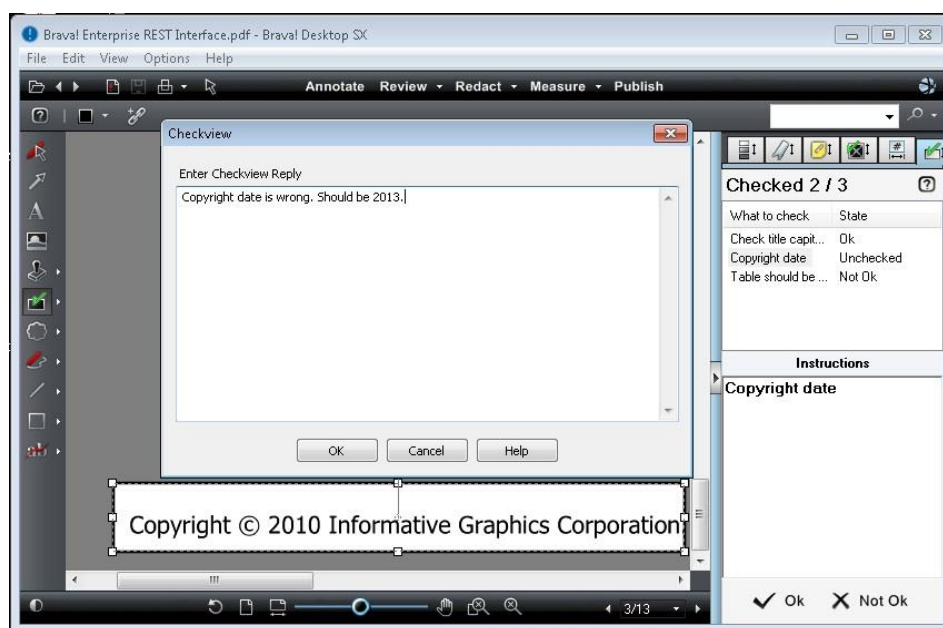 Brava! Enterprise REST Interface.pdf - Brava! Desktop SX
File Edit View Options Help
Annotate Review Redact Measure Publish
Checkview
Enter Checkview Reply
Copyright date is wrong. Should be 2013.
OK Cancel Help
Copyright © 2010 Informative Graphics Corporation
3/13
Checked 2 / 3
What to check State
Check title capit... Ok
Copyright date Unchecked
Table should be ... Not Ok
Instructions
Copyright date
Ok Not Ok